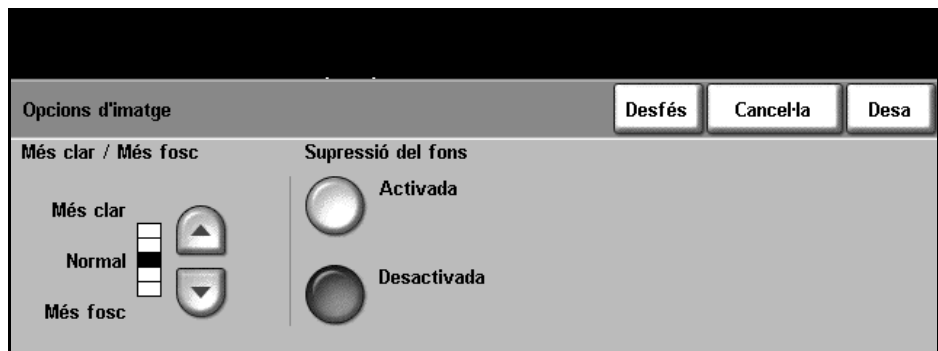 Opcions d'imatge
Desfés
Cancel·la
Desa
Més clar / Més fosc
Supressió del fons
Més clar
Normal
Més fosc
Activada
Desactivada